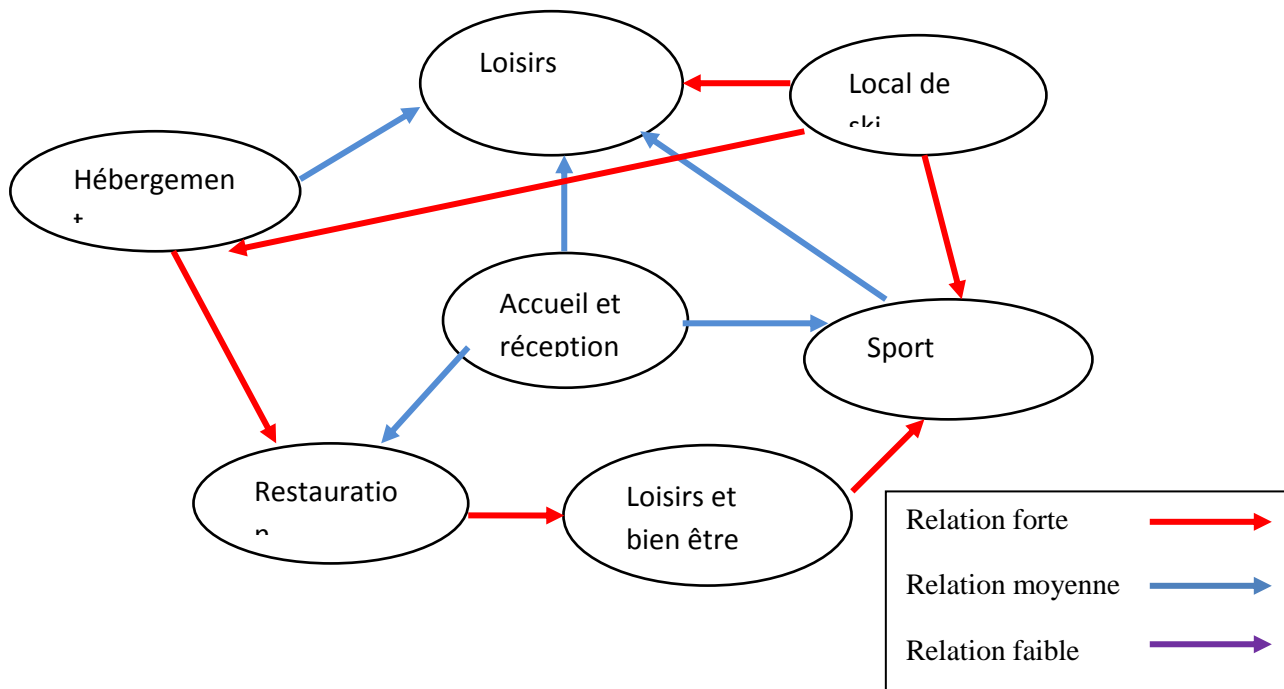 Loisirs
Local de
ski
Hébergemen
t
Accueil et
réception
Sport
Restauratio
n
Loisirs et
bien être
Relation forte
Relation moyenne
Relation faible